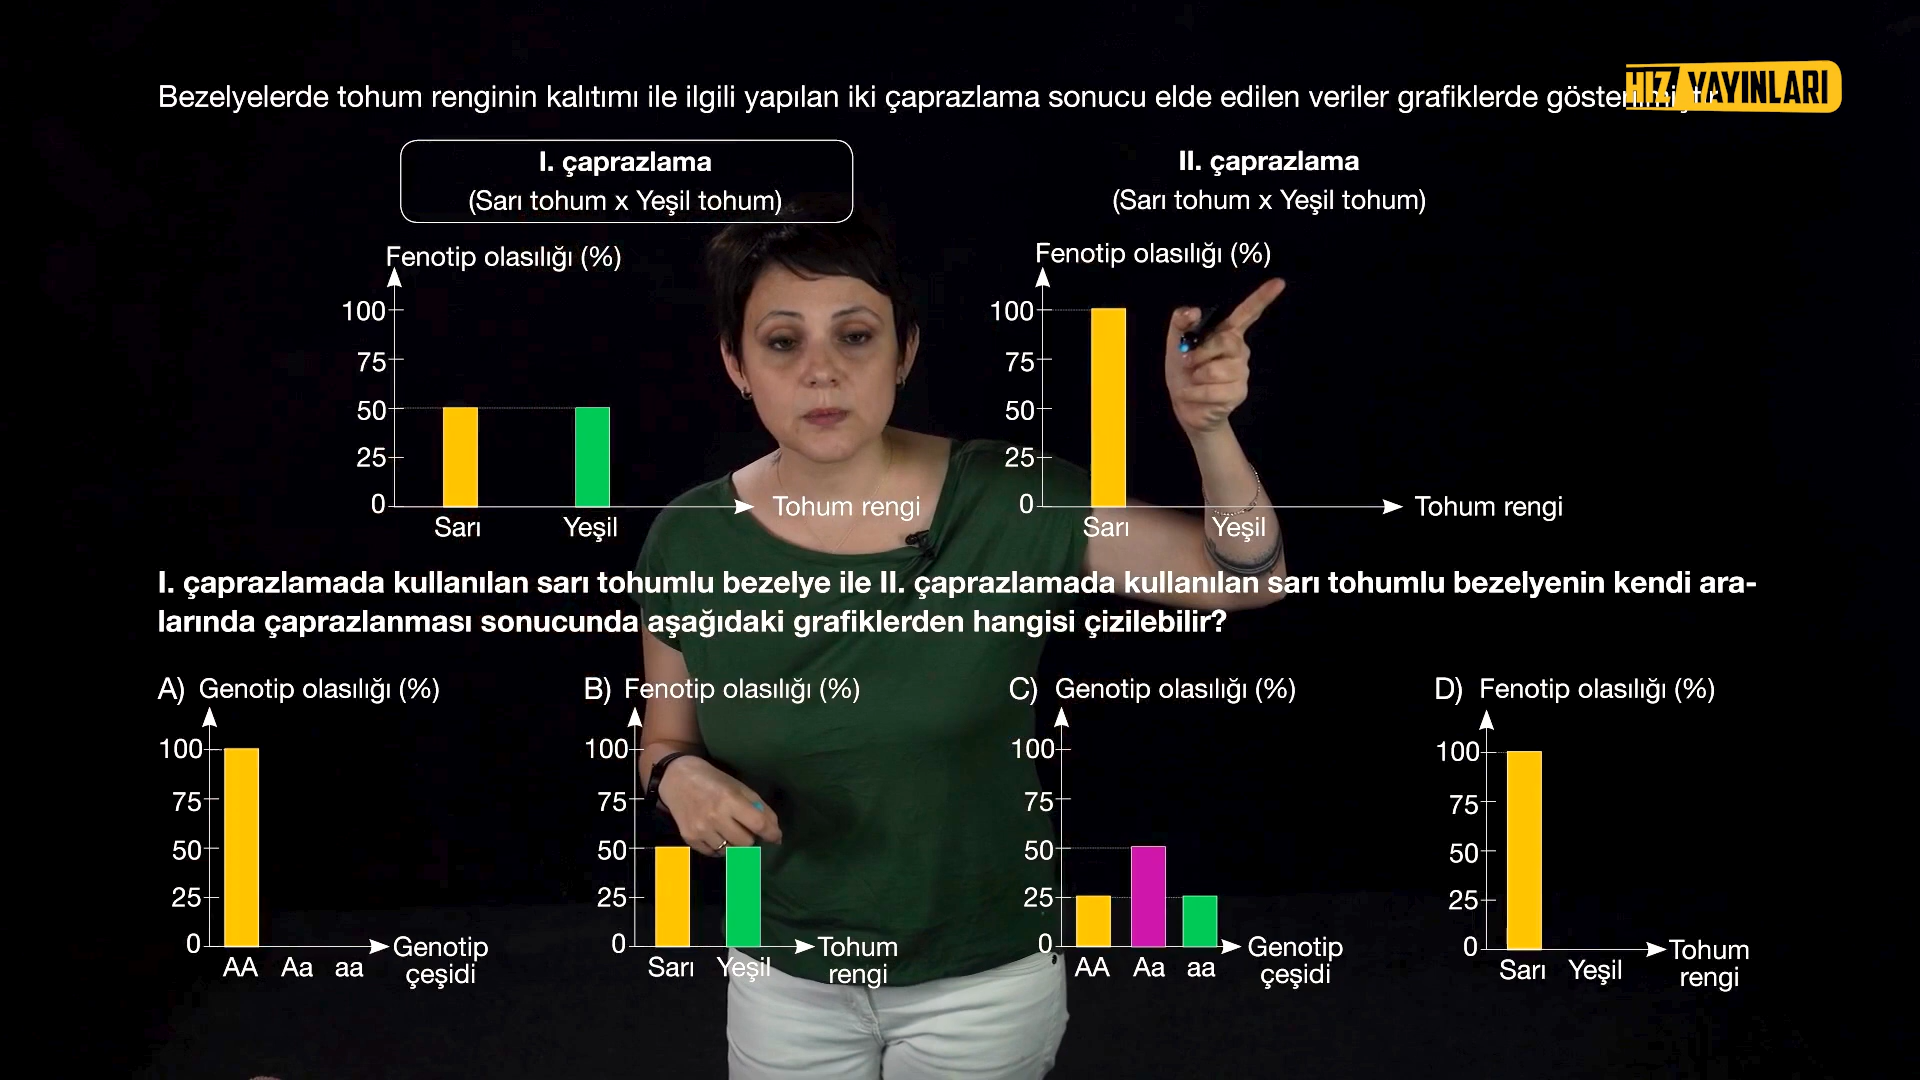 Bezelyelerde tohum renginin kalıtımı ile ilgili yapılan iki çaprazlama sonucu elde edilen veriler grafiklerde gösterilmiştir.
HIZ YAYINLARI
I. çaprazlama
(Sarı tohum x Yeşil tohum)
II. çaprazlama
(Sarı tohum x Yeşil tohum)
Fenotip olasılığı (%)
100
75
50
25
0
Sarı Yeşil
Tohum rengi
Fenotip olasılığı (%)
100
75
50
25
0
Sarı Yeşil
Tohum rengi
I. çaprazlamada kullanılan sarı tohumlu bezelye ile II. çaprazlamada kullanılan sarı tohumlu bezelyenin kendi ara-
larında çaprazlanması sonucunda aşağıdaki grafiklerden hangisi çizilebilir?
A) Genotip olasılığı (%)
100
75
50
25
0
AA Aa aa
Genotip
çeşidi
B) Fenotip olasılığı (%)
100
75
50
25
0
Sarı Yeşil
Tohum
rengi
C) Genotip olasılığı (%)
100
75
50
25
0
AA Aa aa
Genotip
çeşidi
D) Fenotip olasılığı (%)
100
75
50
25
0
Sarı Yeşil
Tohum
rengi